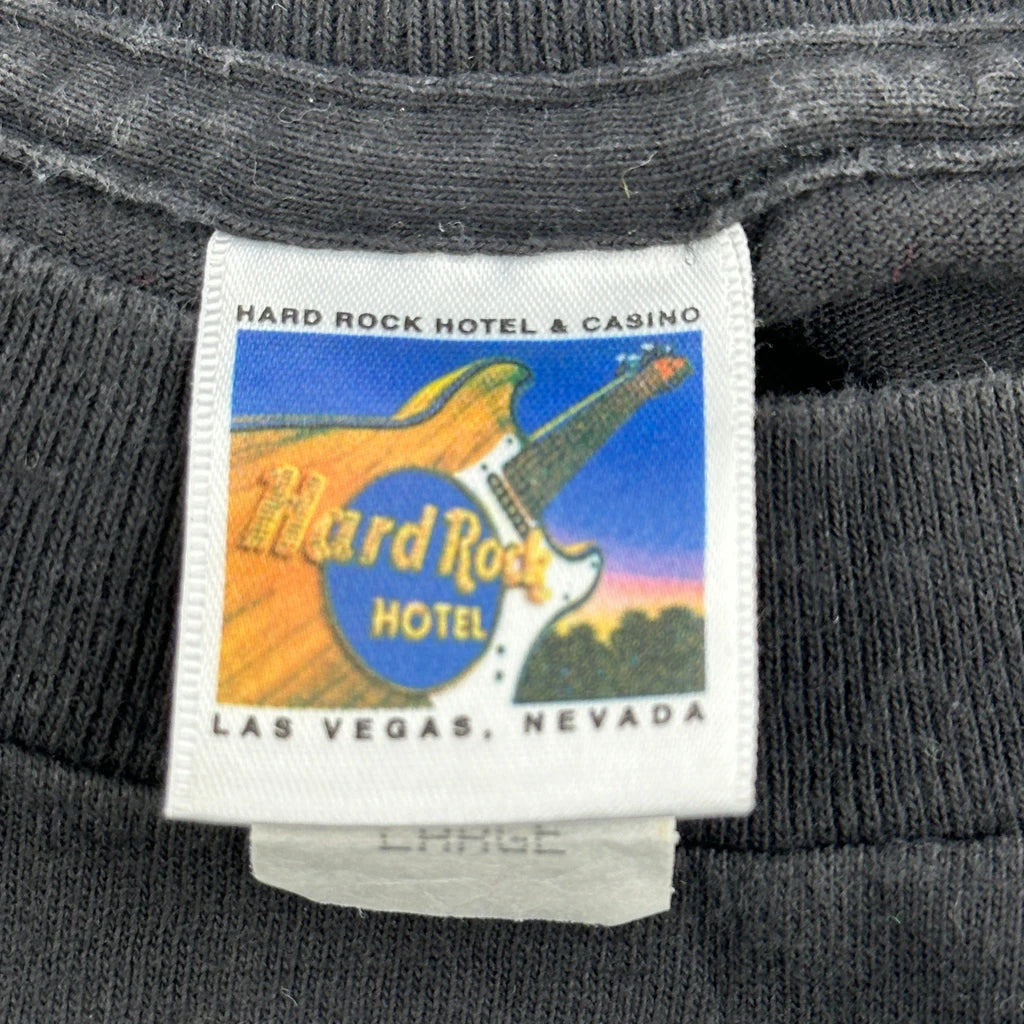 HARD ROCK HOTEL & CASINO
Hard Rock
HOTEL
LAS VEGAS, NEVADA
LARGE